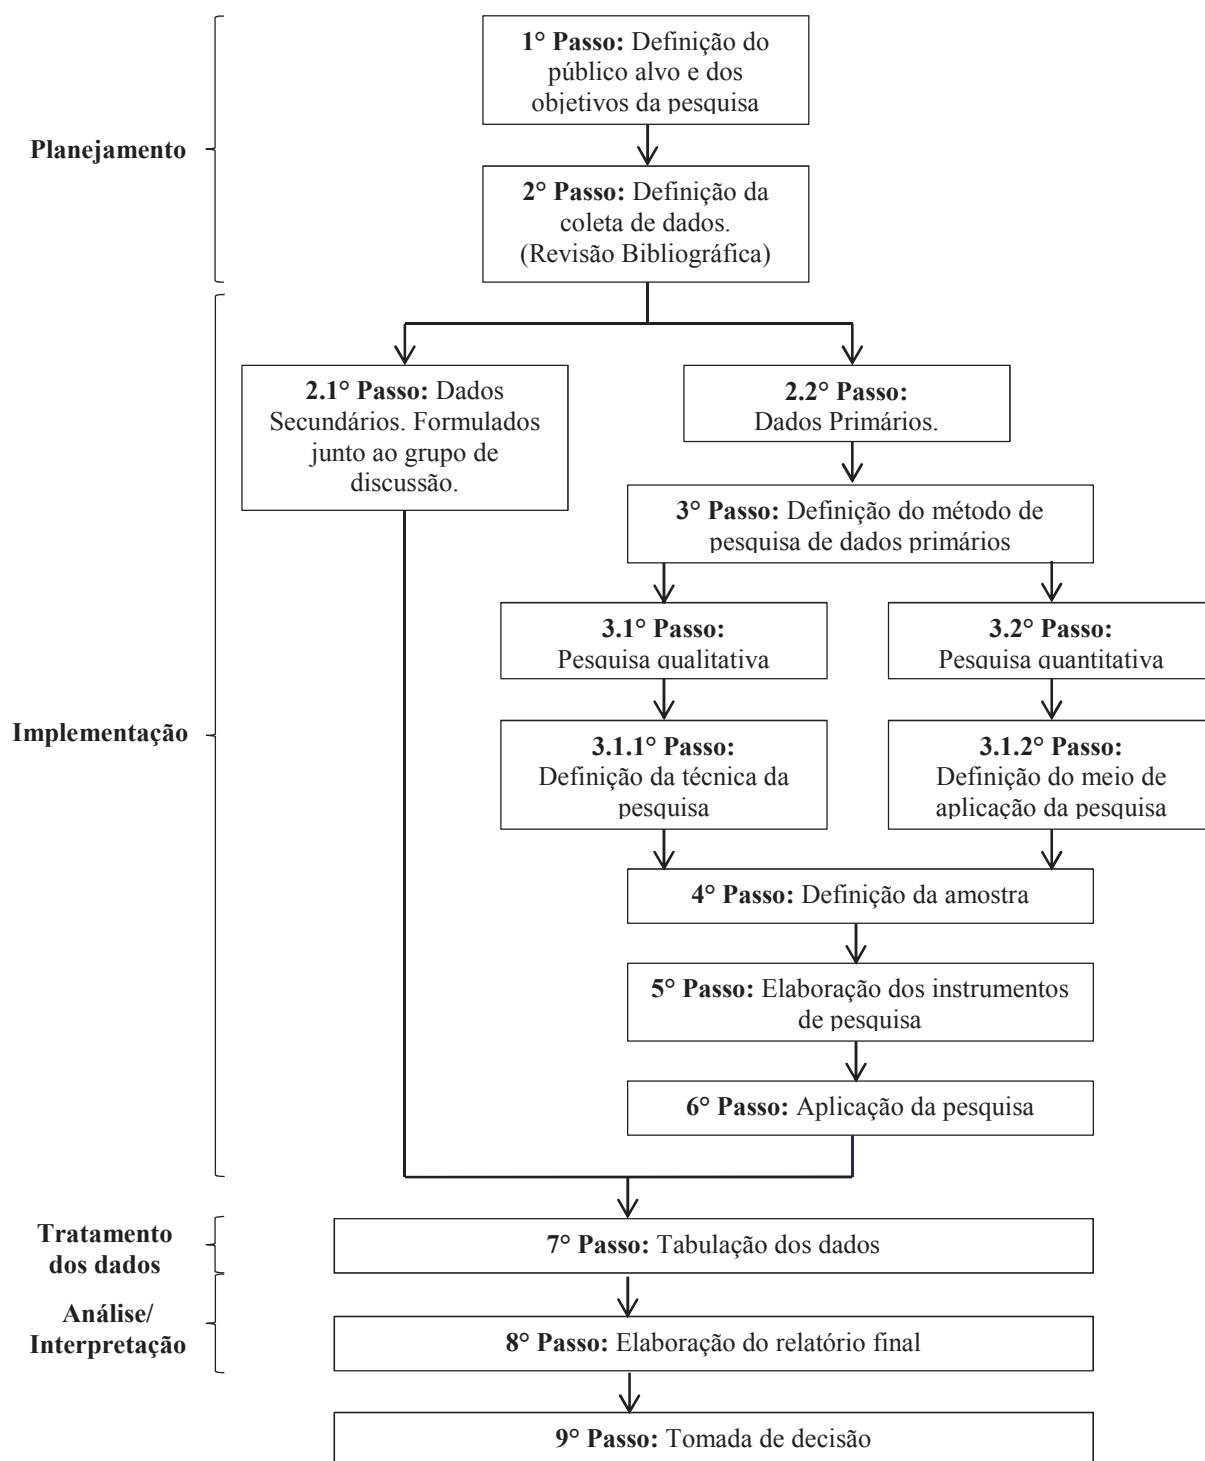 1° Passo: Definição do
público alvo e dos
objetivos da pesquisa
Planejamento
2° Passo: Definição da
coleta de dados.
(Revisão Bibliográfica)
2.1° Passo: Dados
Secundários. Formulados
junto ao grupo de
discussão.
2.2° Passo:
Dados Primários.
3° Passo: Definição do método de
pesquisa de dados primários
3.1° Passo:
Pesquisa qualitativa
3.2° Passo:
Pesquisa quantitativa
Implementação
3.1.1° Passo:
Definição da técnica da
pesquisa
3.1.2° Passo:
Definição do meio de
aplicação da pesquisa
4° Passo: Definição da amostra
5° Passo: Elaboração dos instrumentos
de pesquisa
6° Passo: Aplicação da pesquisa
Tratamento
dos dados
7° Passo: Tabulação dos dados
Análise/
Interpretação
8° Passo: Elaboração do relatório final
9° Passo: Tomada de decisão